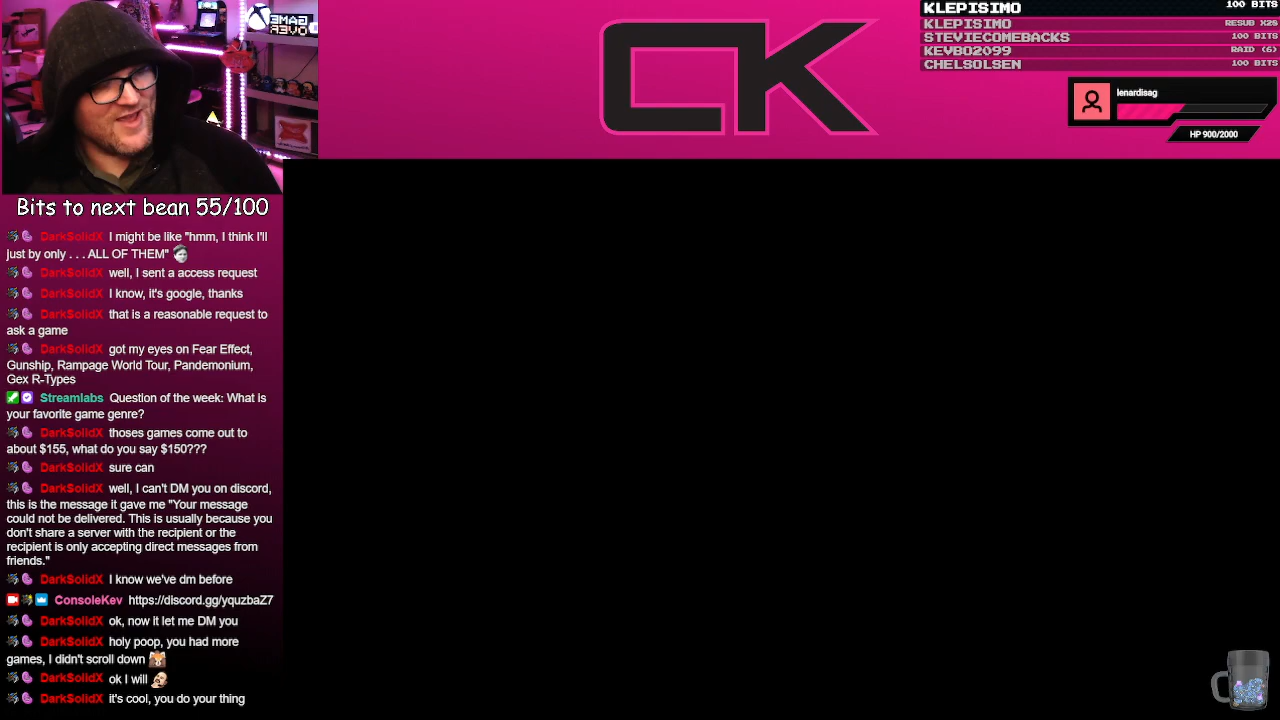 GAME
OVER
CK
KLEPISIMO 100 BITS
KLEPISIMO RESUB X26
STEVIECOMEBACKS 100 BITS
KEVBO2099 RAID (6)
CHELSOLSEN 100 BITS
lenardisag
HP 900/2000
Bits to next bean 55/100
DarkSolidX I might be like "hmm, I think I'll
just by only . . . ALL OF THEM"
DarkSolidX well, I sent a access request
DarkSolidX I know, it's google, thanks
DarkSolidX that is a reasonable request to
ask a game
DarkSolidX got my eyes on Fear Effect,
Gunship, Rampage World Tour, Pandemonium,
Gex R-Types
Streamlabs Question of the week: What is
your favorite game genre?
DarkSolidX thoses games come out to
about $155, what do you say $150???
DarkSolidX sure can
DarkSolidX well, I can't DM you on discord,
this is the message it gave me "Your message
could not be delivered. This is usually because you
don't share a server with the recipient or the
recipient is only accepting direct messages from
friends."
DarkSolidX I know we've dm before
ConsoleKev https://discord.gg/yquzbaZ7
DarkSolidX ok, now it let me DM you
DarkSolidX holy poop, you had more
games, I didn't scroll down
DarkSolidX ok I will
DarkSolidX it's cool, you do your thing